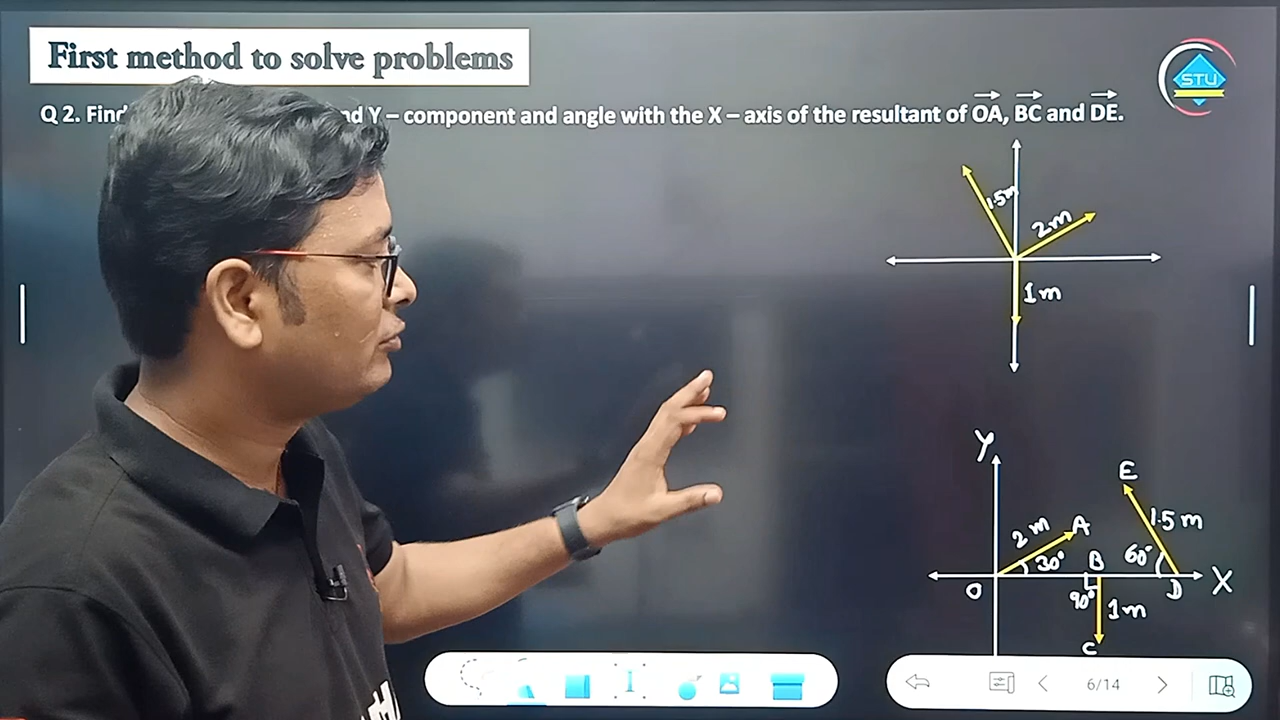 First method to solve problems
STU
Q 2. Find nd Y – component and angle with the X – axis of the resultant of OA, BC and DE.
1.5m
2m
1m
Y
E
2 m
A
1.5 m
30°
B
60°
O
90°
1m
D
X
C
6/14